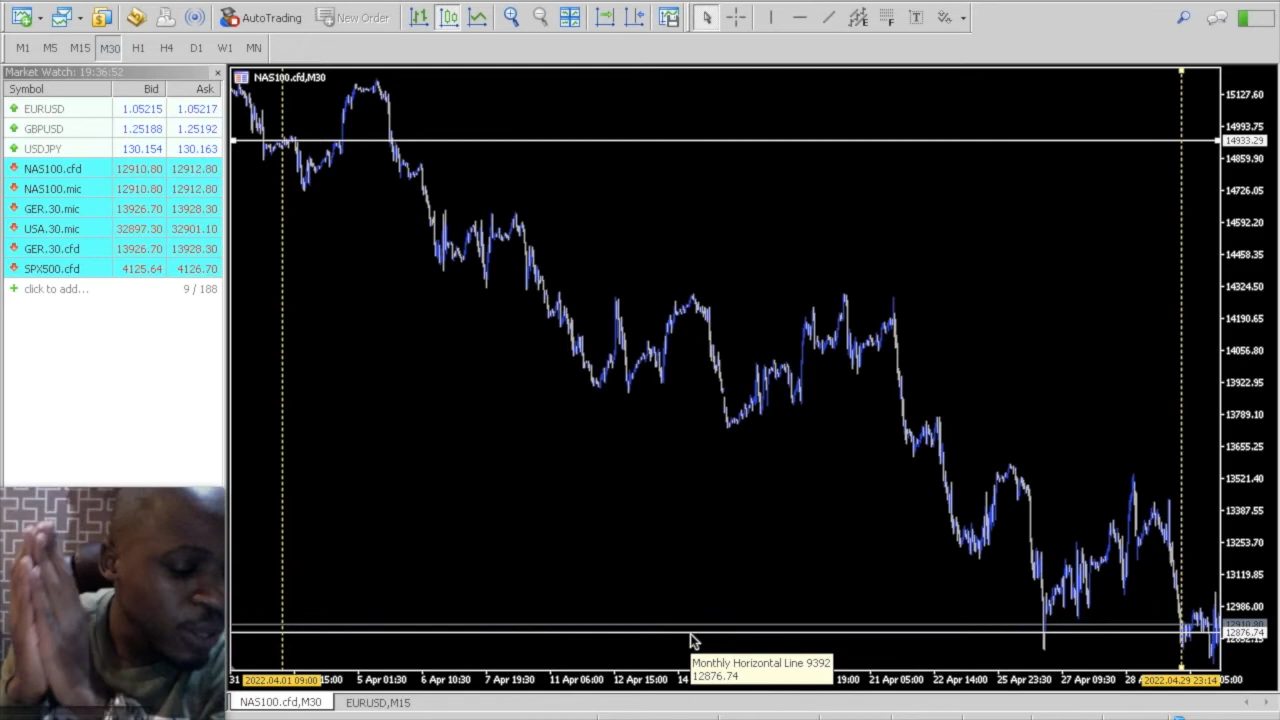 AutoTrading New Order
M1 M5 M15 M30 H1 H4 D1 W1 MN
Market Watch: 19:36:52 ×
Symbol Bid Ask
EURUSD 1.05215 1.05217
GBPUSD 1.25188 1.25192
USDJPY 130.154 130.163
NAS100.cfd 12910.80 12912.80
NAS100.mic 12910.80 12912.80
GER.30.mic 13926.70 13928.30
USA.30.mic 32897.30 32901.10
GER.30.cfd 13926.70 13928.30
SPX500.cfd 4125.64 4126.70
+ click to add... 9 / 188
NAS100.cfd,M30
15127.60
14993.75
14933.29
14859.90
14726.05
14592.20
14458.35
14324.50
14190.65
14056.80
13922.95
13789.10
13655.25
13521.40
13387.55
13253.70
13119.85
12986.00
12910.80
12876.74
Monthly Horizontal Line 9392
12876.74
31 2022.04.01 09:00 15:00 5 Apr 01:30 6 Apr 10:30 7 Apr 19:30 11 Apr 06:00 12 Apr 15:00 14 19:00 21 Apr 05:00 22 Apr 14:00 25 Apr 23:30 27 Apr 09:30 28 2022.04.29 23:14 05:00
NAS100.cfd,M30 EURUSD,M15